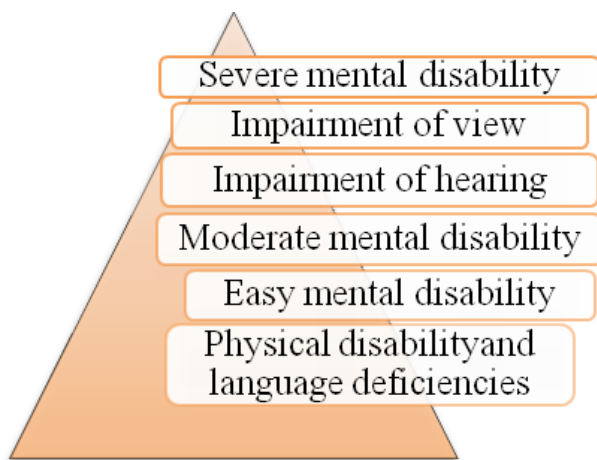 Severe mental disability
Impairment of view
Impairment of hearing
Moderate mental disability
Easy mental disability
Physical disabilityand
language deficiencies